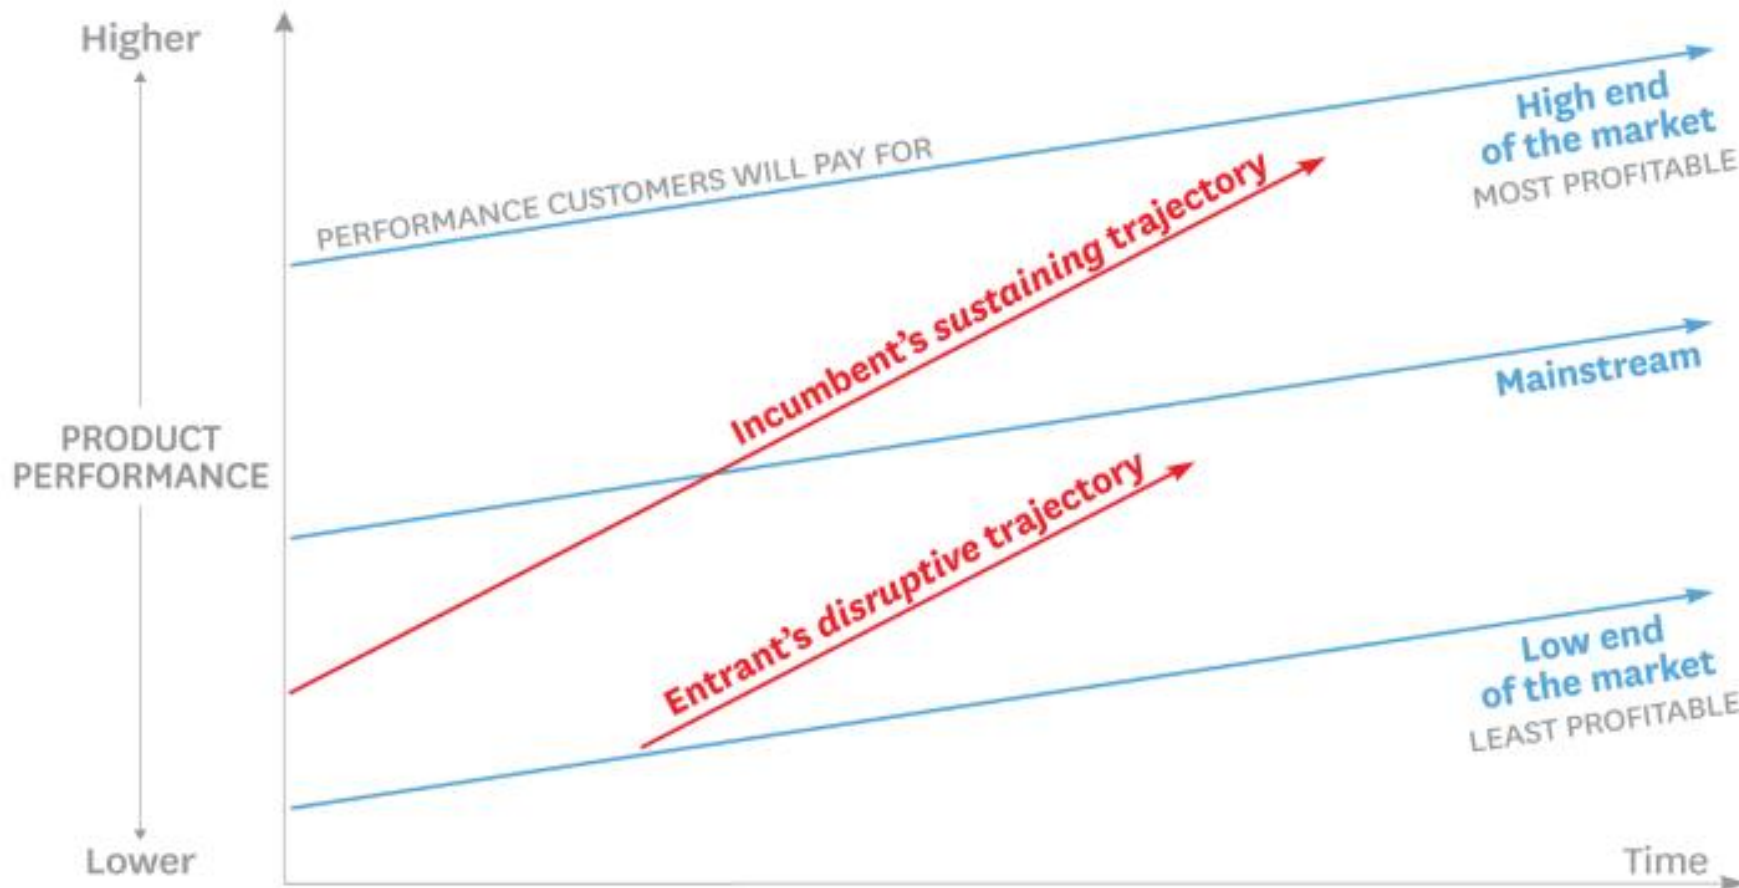 Higher
PRODUCT
PERFORMANCE
Lower
PERFORMANCE CUSTOMERS WILL PAY FOR
High end
of the market
MOST PROFITABLE
Incumbent’s sustaining trajectory
Mainstream
Entrant’s disruptive trajectory
Low end
of the market
LEAST PROFITABLE
Time